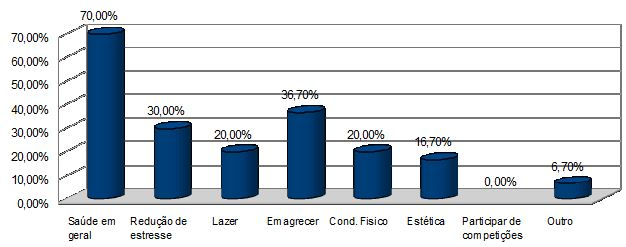 70,00%
60,00%
50,00%
40,00%
30,00%
20,00%
10,00%
0,00%
70,00%
30,00%
20,00%
36,70%
20,00%
16,70%
0,00%
6,70%
Saúde em
geral
Redução de
estresse
Lazer
Emagrecer
Cond. Fisico
Estética
Participar de
competições
Outro